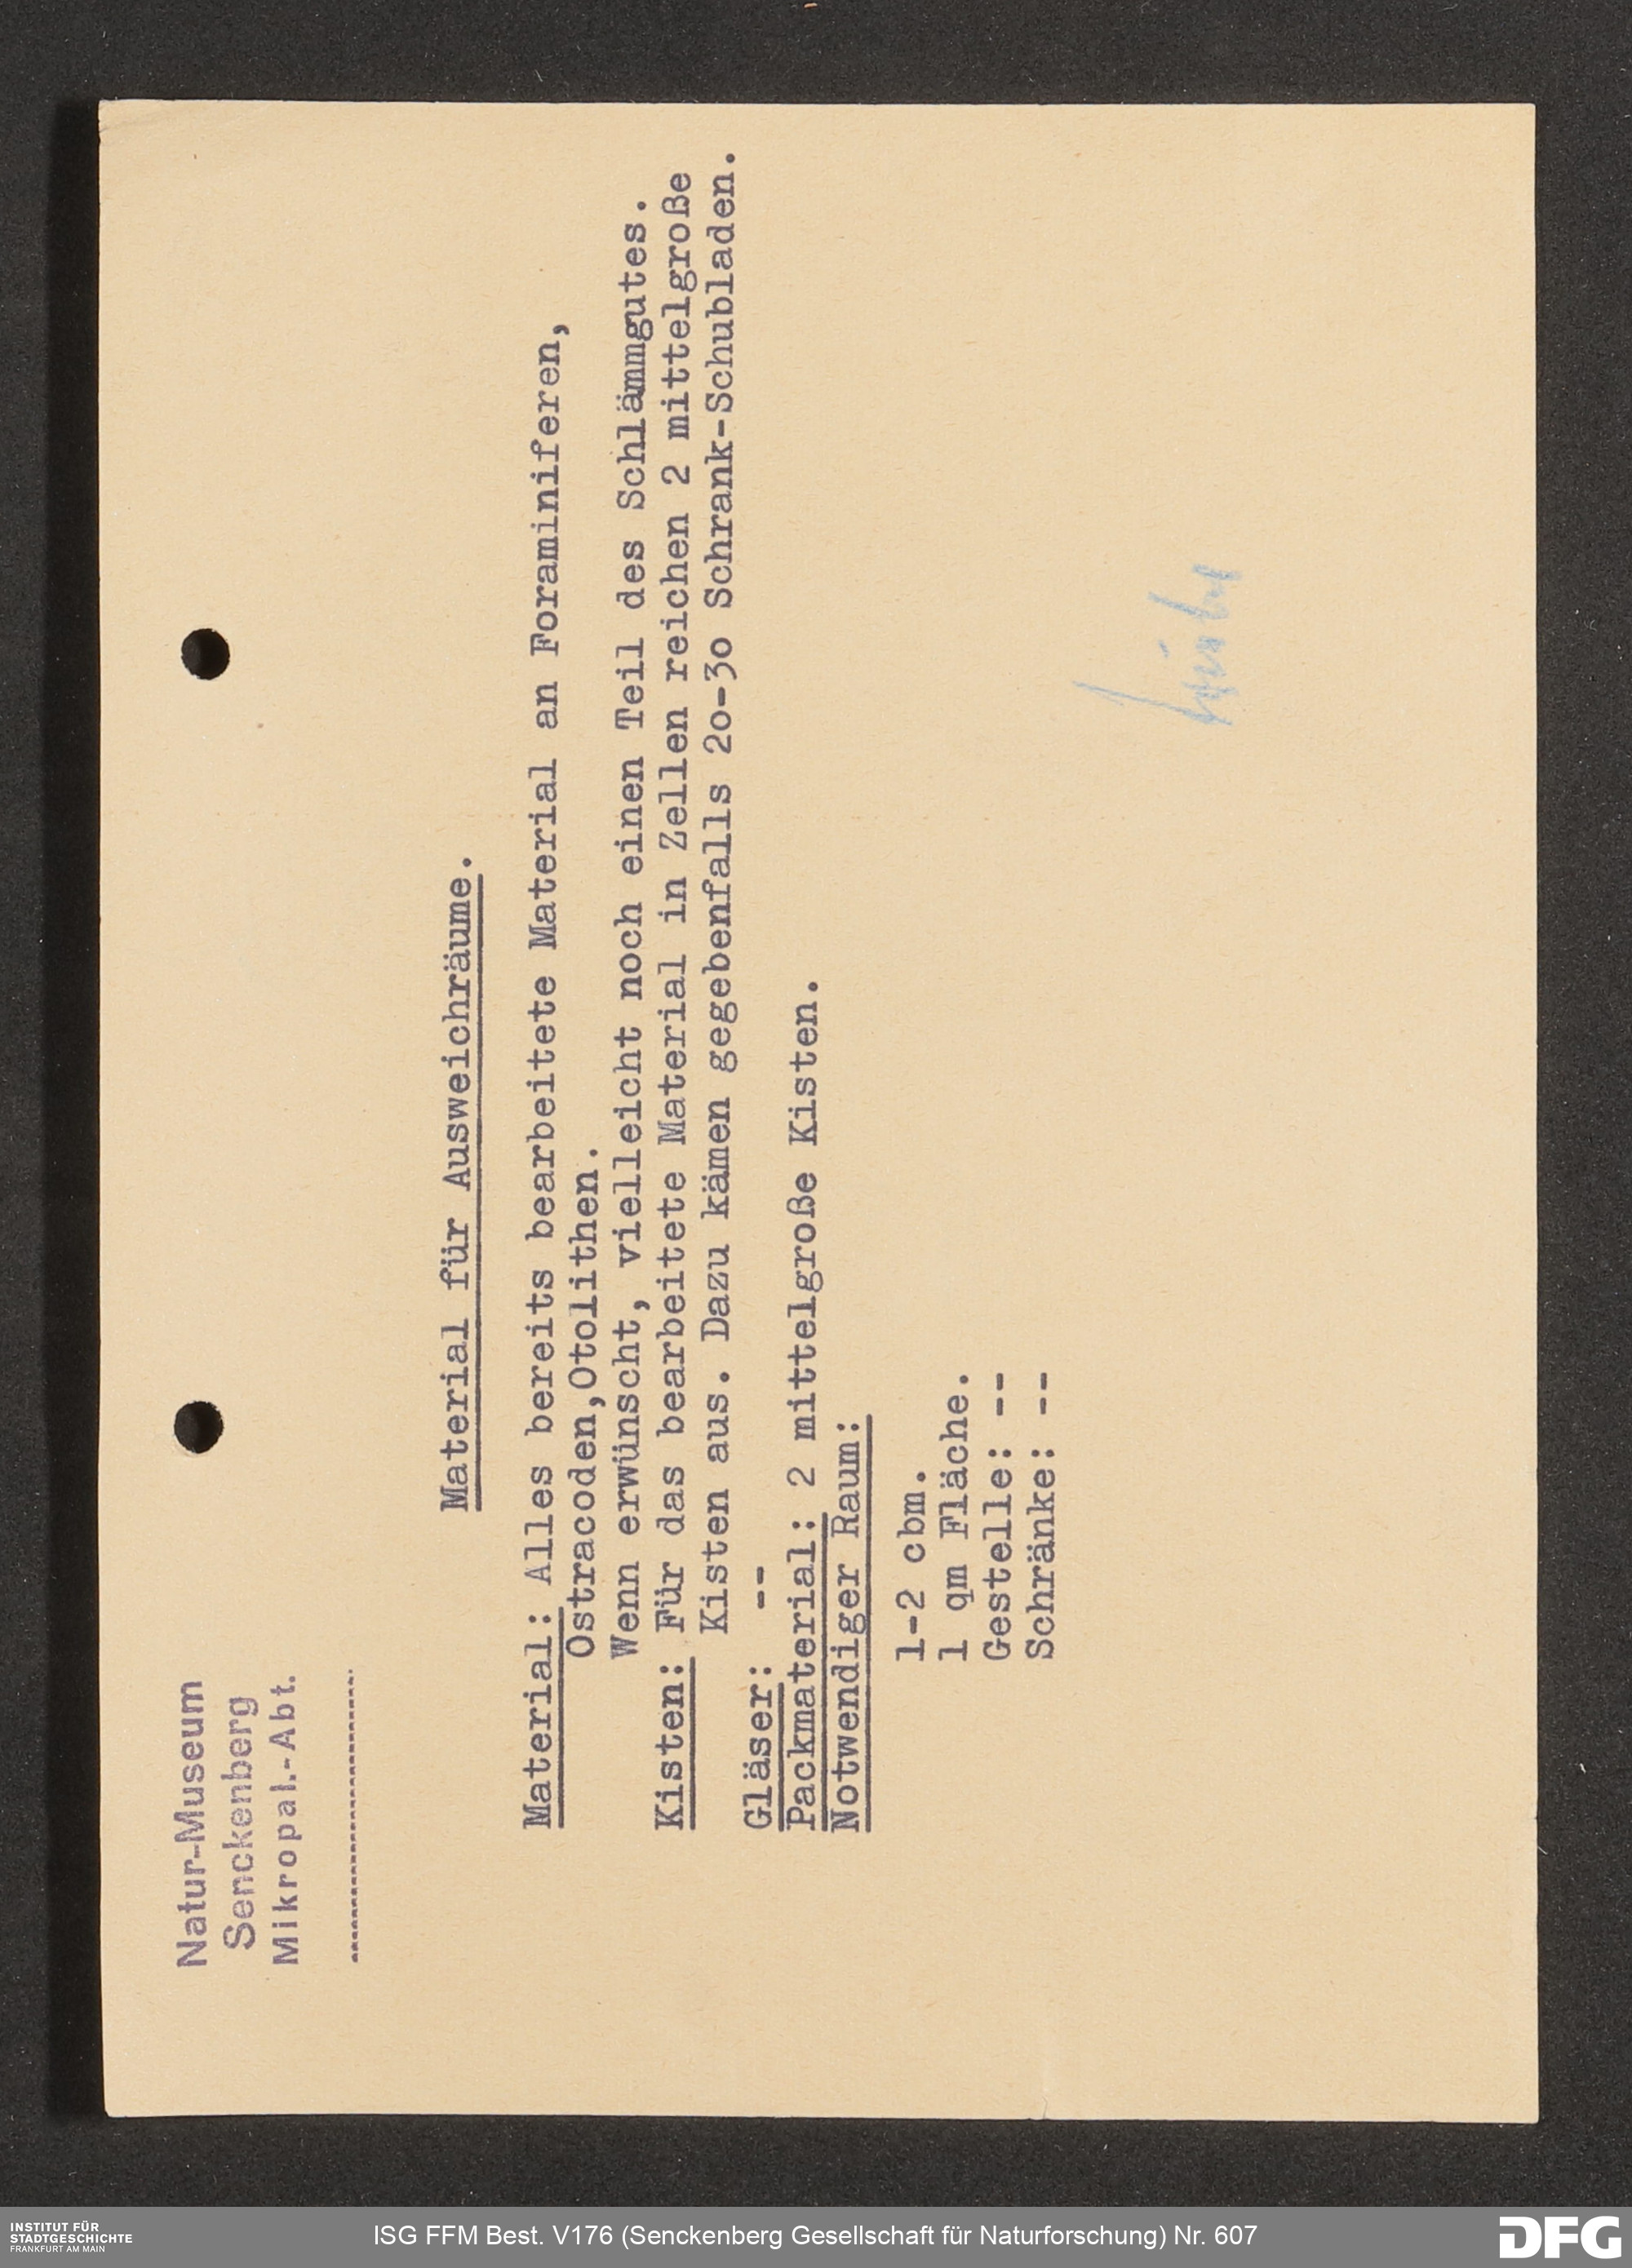 Natur-Museum
Senckenberg
Mikropal.-Abt.
Material für Ausweichräume.
Material: Alles bereits bearbeitete Material an Foraminiferen,
Ostracoden,Otolithen.
Wenn erwünscht, vielleicht noch einen Teil des Schlämmgutes.
Kisten: Für das bearbeitete Material in Zellen reichen 2 mittelgroße
Kisten aus. Dazu kämen gegebenfalls 2o-3o Schrank-Schubladen.
Gläser: --
Packmaterial: 2 mittelgroße Kisten.
Notwendiger Raum:
1-2 cbm.
1 qm Fläche.
Gestelle: --
Schränke: --
INSTITUT FÜR
STADTGESCHICHTE
FRANKFURT AM MAIN
ISG FFM Best. V176 (Senckenberg Gesellschaft für Naturforschung) Nr. 607
DFG